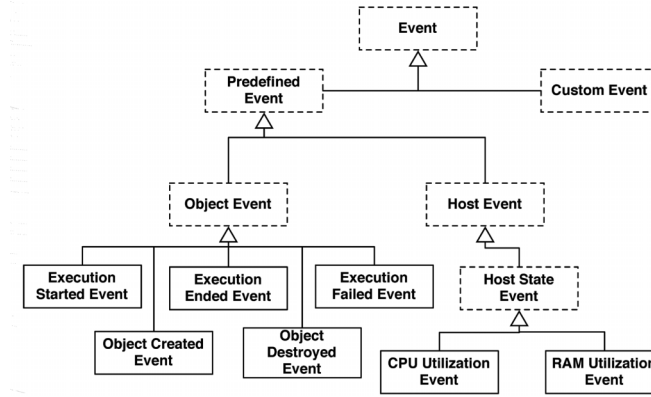 Event
Predefined
Event
Custom Event
Object Event
Host Event
Execution
Started Event
Execution
Ended Event
Execution
Failed Event
Host State
Event
Object Created
Event
Object
Destroyed
Event
CPU Utilization
Event
RAM Utilization
Event